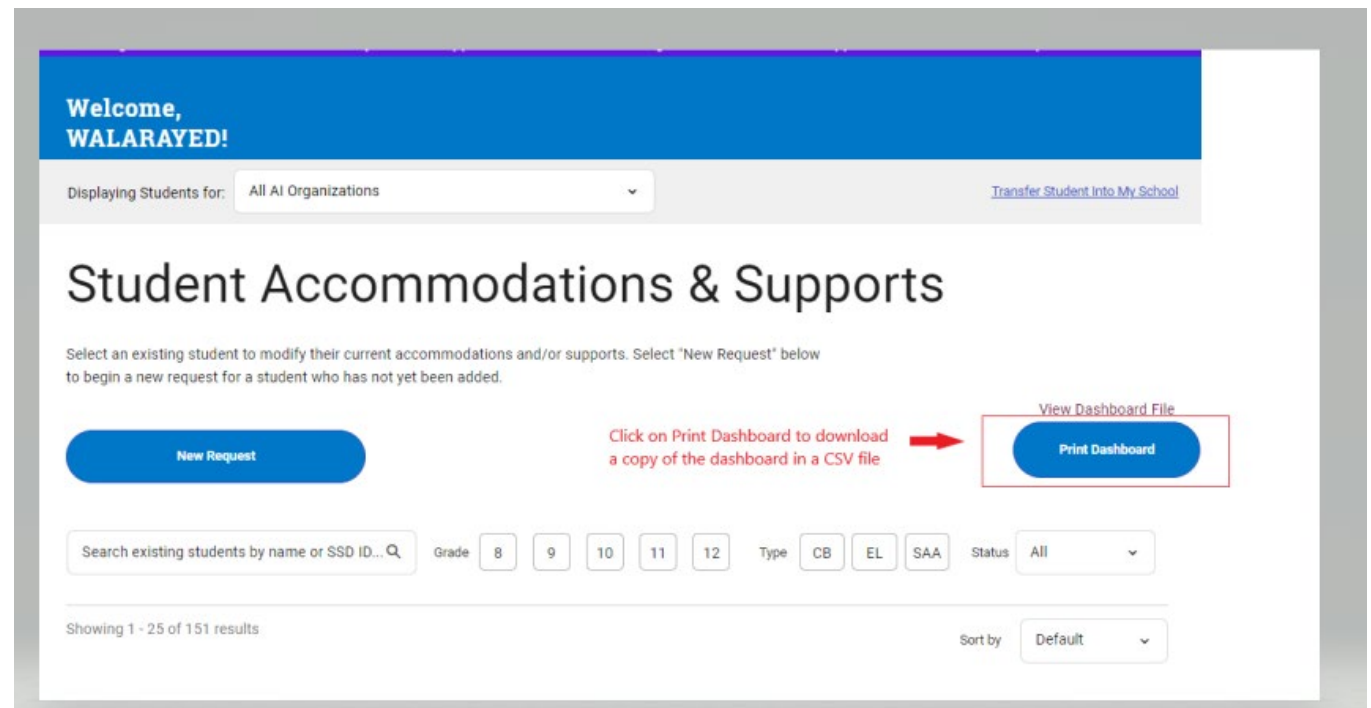 Welcome,
WALARAYED!
Displaying Students for:
All AI Organizations
Transfer Student Into My School
Student Accommodations & Supports
Select an existing student to modify their current accommodations and/or supports. Select "New Request" below
to begin a new request for a student who has not yet been added.
View Dashboard File
New Request
Click on Print Dashboard to download
a copy of the dashboard in a CSV file
Print Dashboard
Search existing students by name or SSD ID...
Grade 8 9 10 11 12
Type CB EL SAA
Status All
Showing 1 - 25 of 151 results
Sort by Default